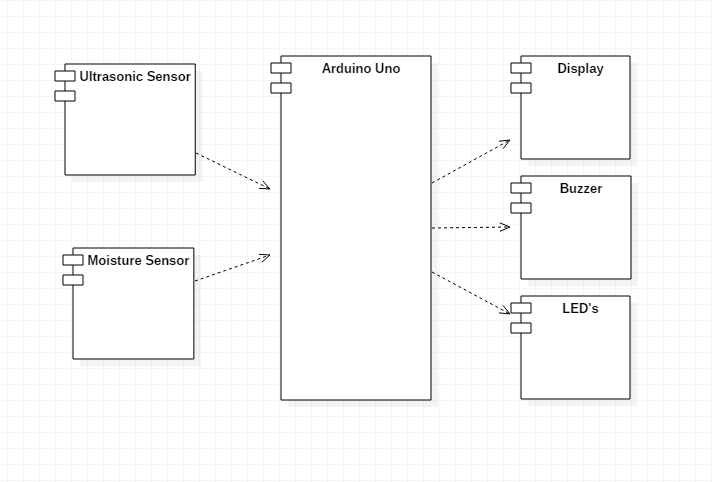 Ultrasonic Sensor
Moisture Sensor
Arduino Uno
Display
Buzzer
LED's